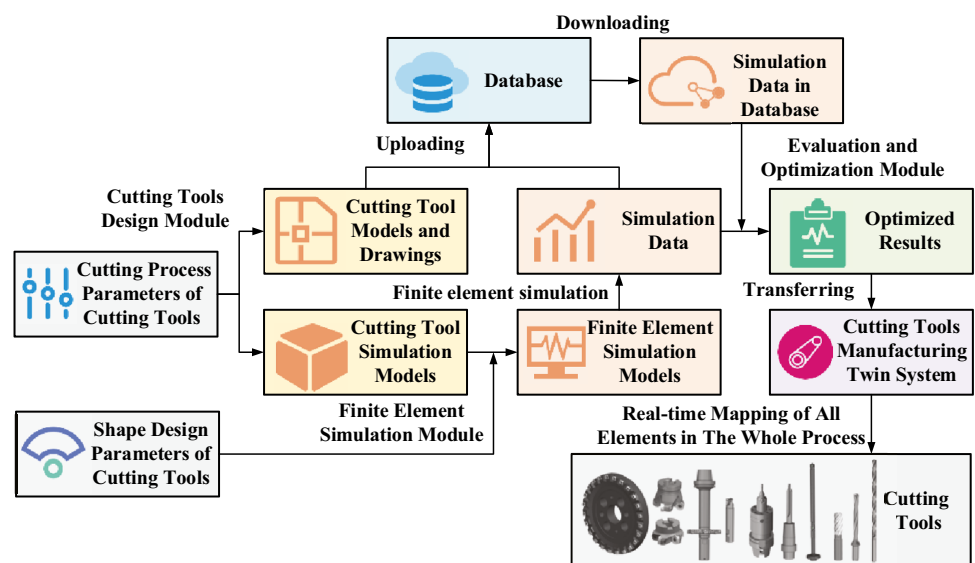 Downloading
Database
Simulation
Data in
Database
Uploading
Evaluation and
Optimization Module
Cutting Tools
Design Module
Cutting Tool
Models and
Drawings
Simulation
Data
Optimized
Results
Cutting Process
Parameters of
Cutting Tools
Finite element simulation
Transferring
Cutting Tool
Simulation
Models
Finite Element
Simulation
Models
Cutting Tools
Manufacturing
Twin System
Finite Element
Simulation Module
Real-time Mapping of All
Elements in The Whole Process
Shape Design
Parameters of
Cutting Tools
Cutting
Tools